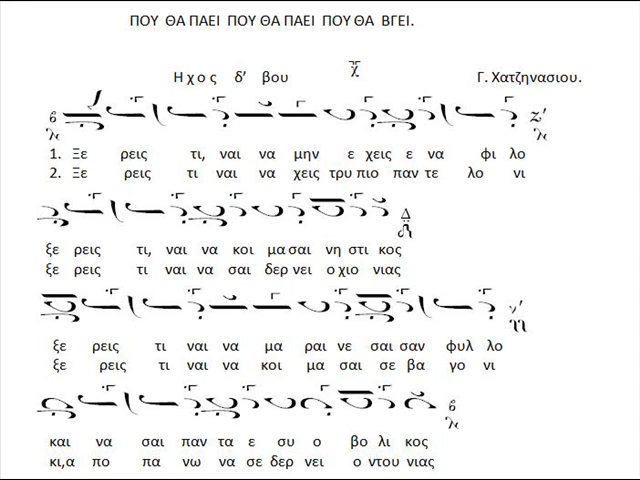 ΠΟΥ ΘΑ ΠΑΕΙ ΠΟΥ ΘΑ ΠΑΕΙ ΠΟΥ ΘΑ ΒΓΕΙ.
Η χ ο ς δ’ β ου Γ. Χατζηνασιου.
1. Ξε ρεις τι, ναι να μην ε χεις ε να φι λο
2. Ξε ρεις τι ναι να χεις τρυ πιο παν τε λο νι
ξε ρεις τι, ναι να κοι μα σαι νη στι κος
ξε ρεις τι ναι να σαι δερ νει ο χιο νιας
ξε ρεις τι ναι να μα ραι νε σαι σαν φυλ λο
ξε ρεις τι ναι να κοι μα σαι σε βα γο νι
και να σαι παν τα ε συ ο βο λι κος
κι,α πο πα νω να σε δερ νει ο ντου νιας